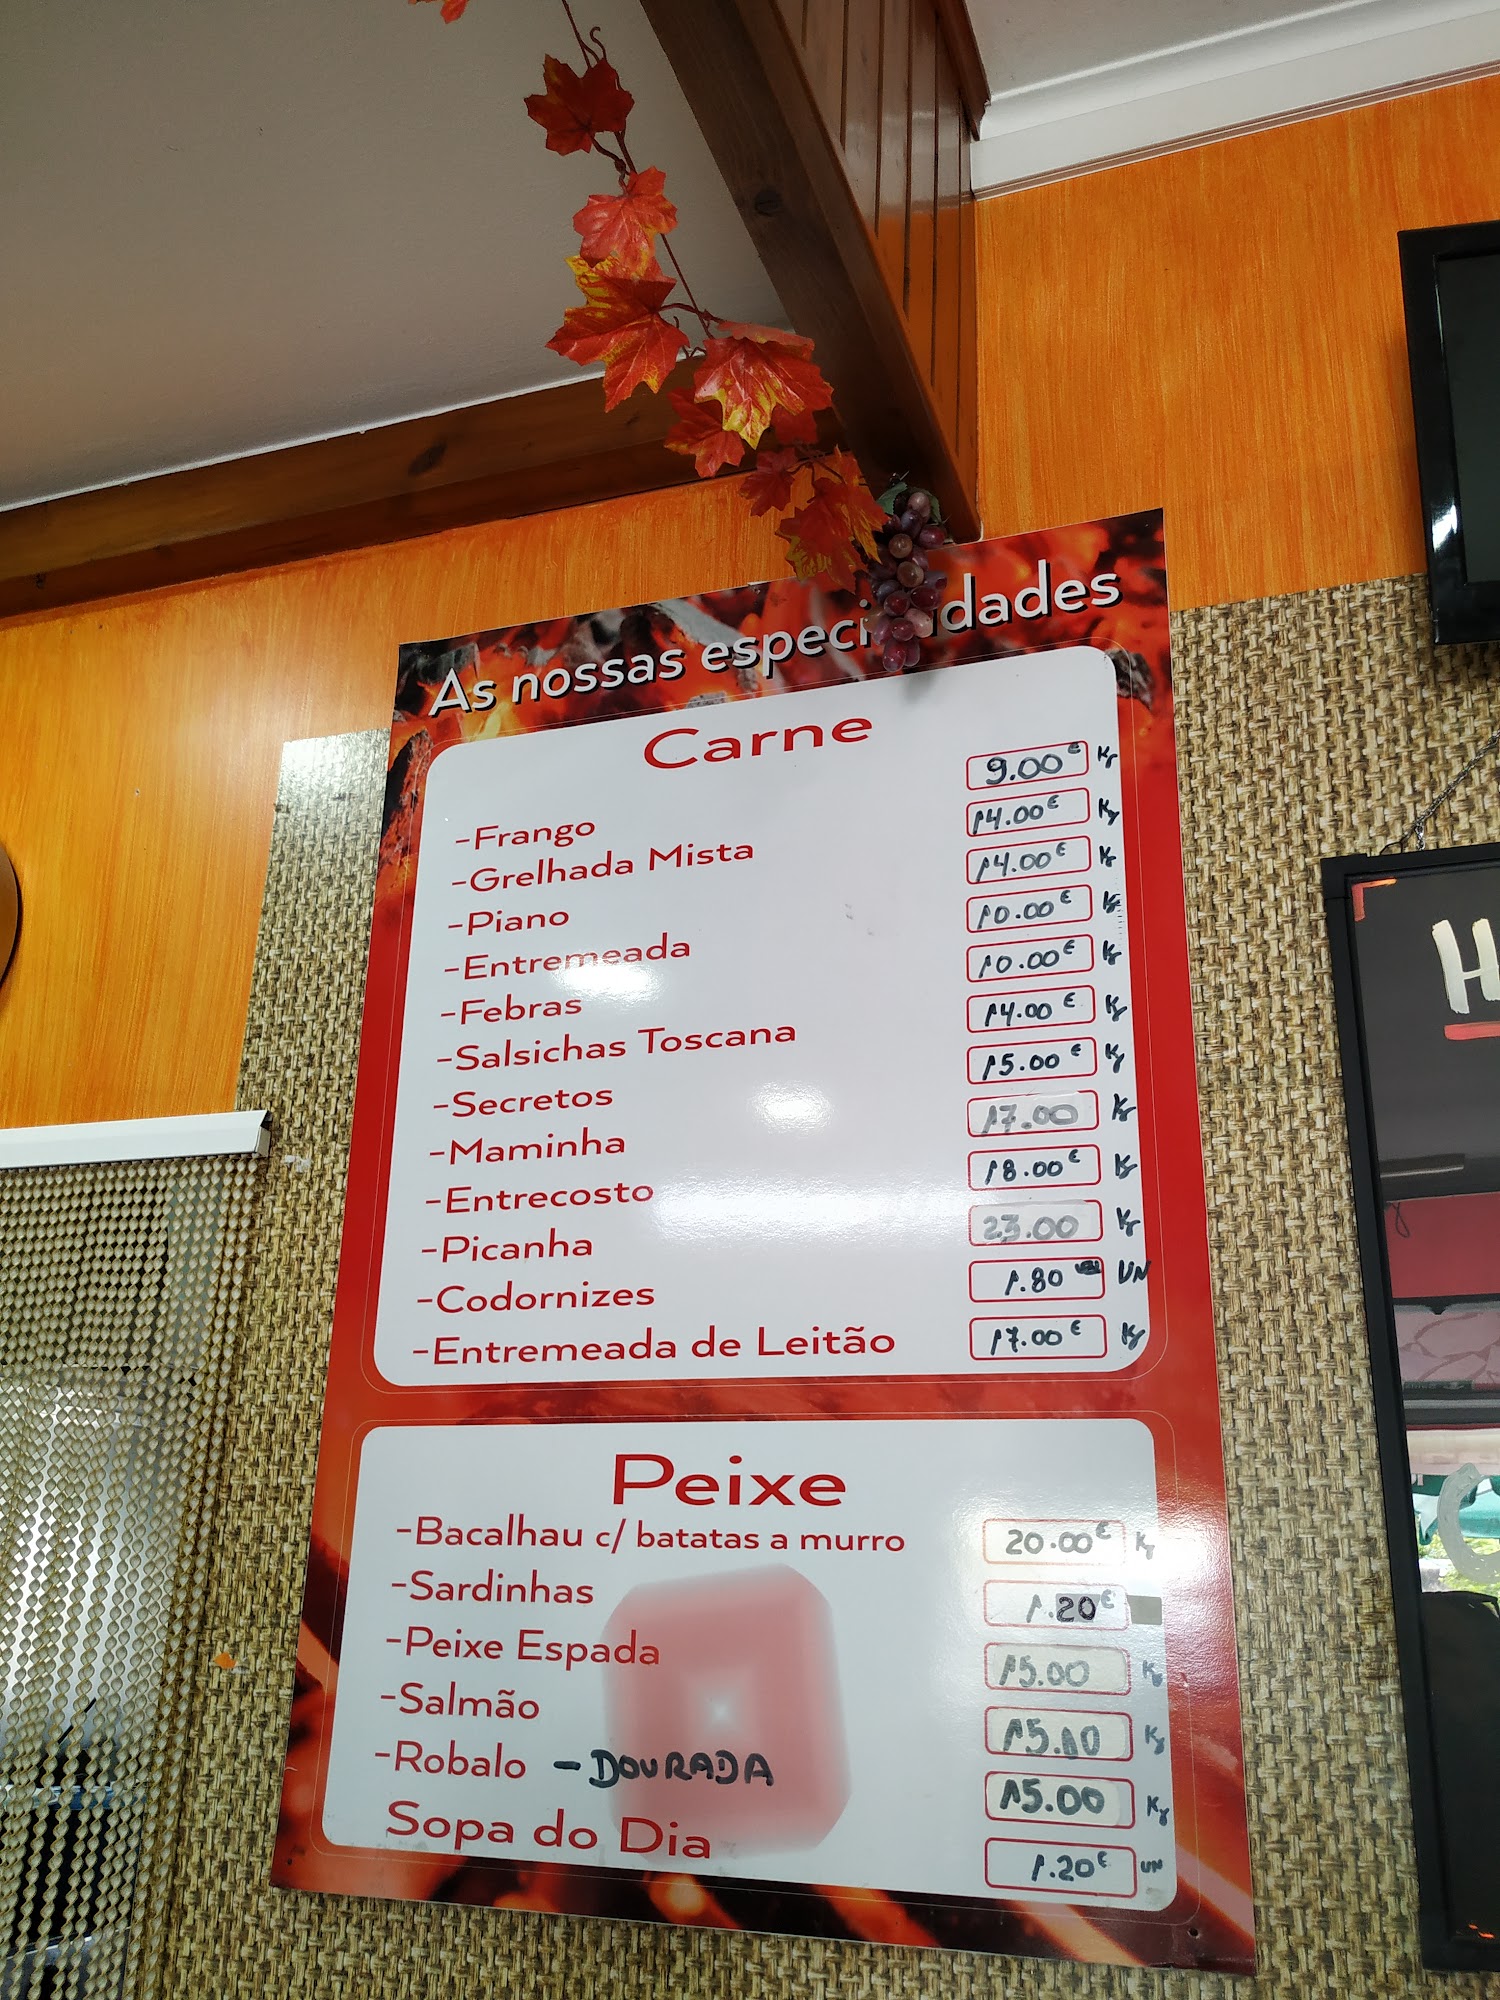 As nossas especi dades
Carne
-Frango 9.00€ Kg
-Grelhada Mista 14.00€ Kg
-Piano 14.00€ Kg
-Entremeada 10.00€ Kg
-Febras 10.00€ Kg
-Salsichas Toscana 14.00€ Kg
-Secretos 15.00€ Kg
-Maminha 17.00 Kg
-Entrecosto 18.00€ Kg
-Picanha 23.00 Kg
-Codornizes 1.80 UN
-Entremeada de Leitão 17.00€ Kg
Peixe
-Bacalhau c/ batatas a murro 20.00€ Kg
-Sardinhas 1.20€
-Peixe Espada 15.00 Kg
-Salmão 15.00 Kg
-Robalo -DOURADA 15.00 Kg
Sopa do Dia 1.20€ UN
H